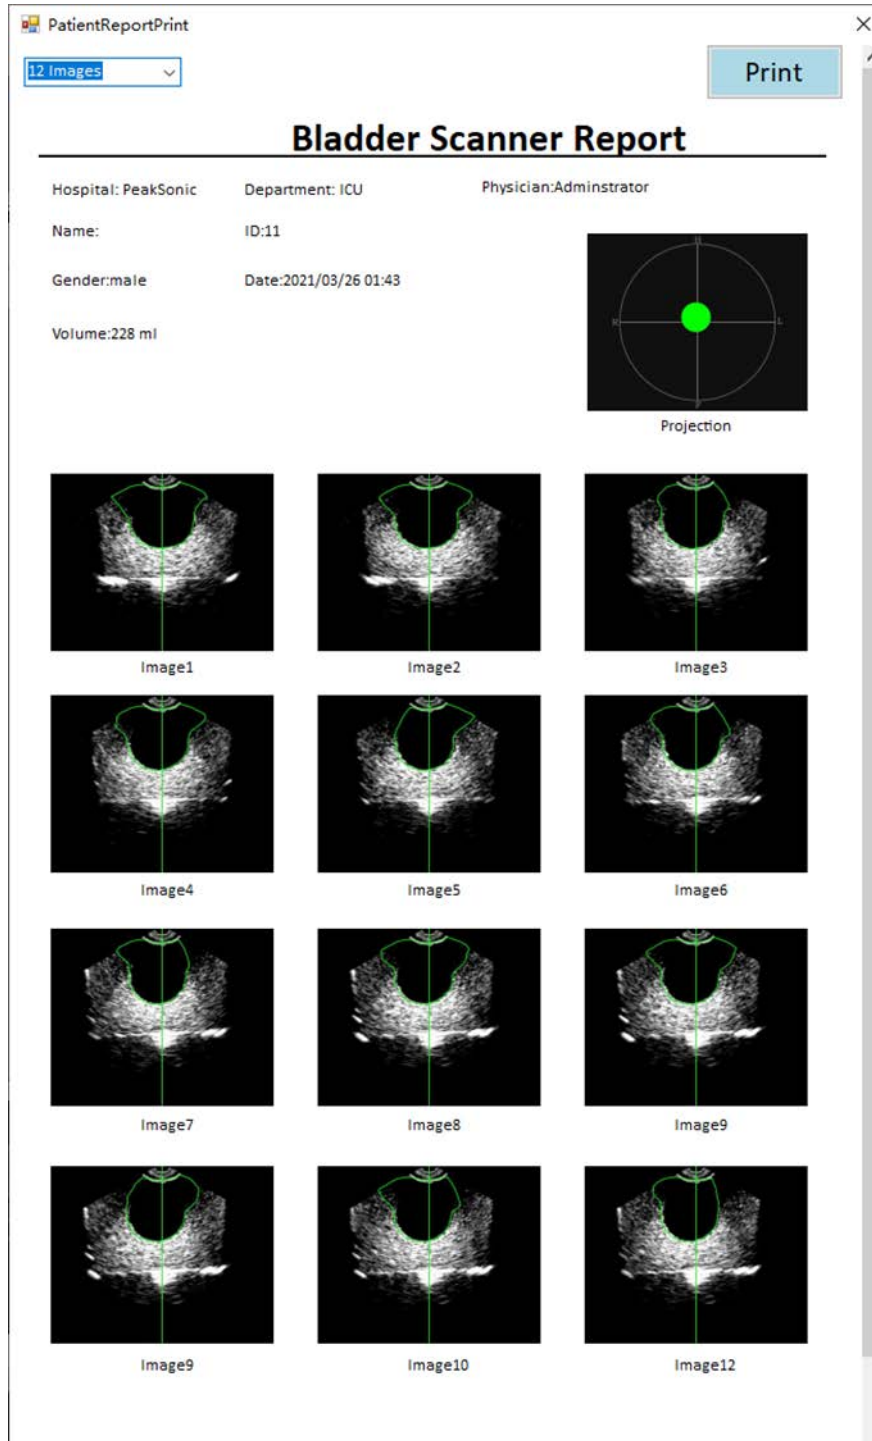 PatientReportPrint
12 Images
Print
Bladder Scanner Report
Hospital: PeakSonic Department: ICU Physician:Adminstrator
Name: ID:11
Gender:male Date:2021/03/26 01:43
Volume:228 ml
H
R L
P
Projection
Image1 Image2 Image3
Image4 Image5 Image6
Image7 Image8 Image9
Image9 Image10 Image12